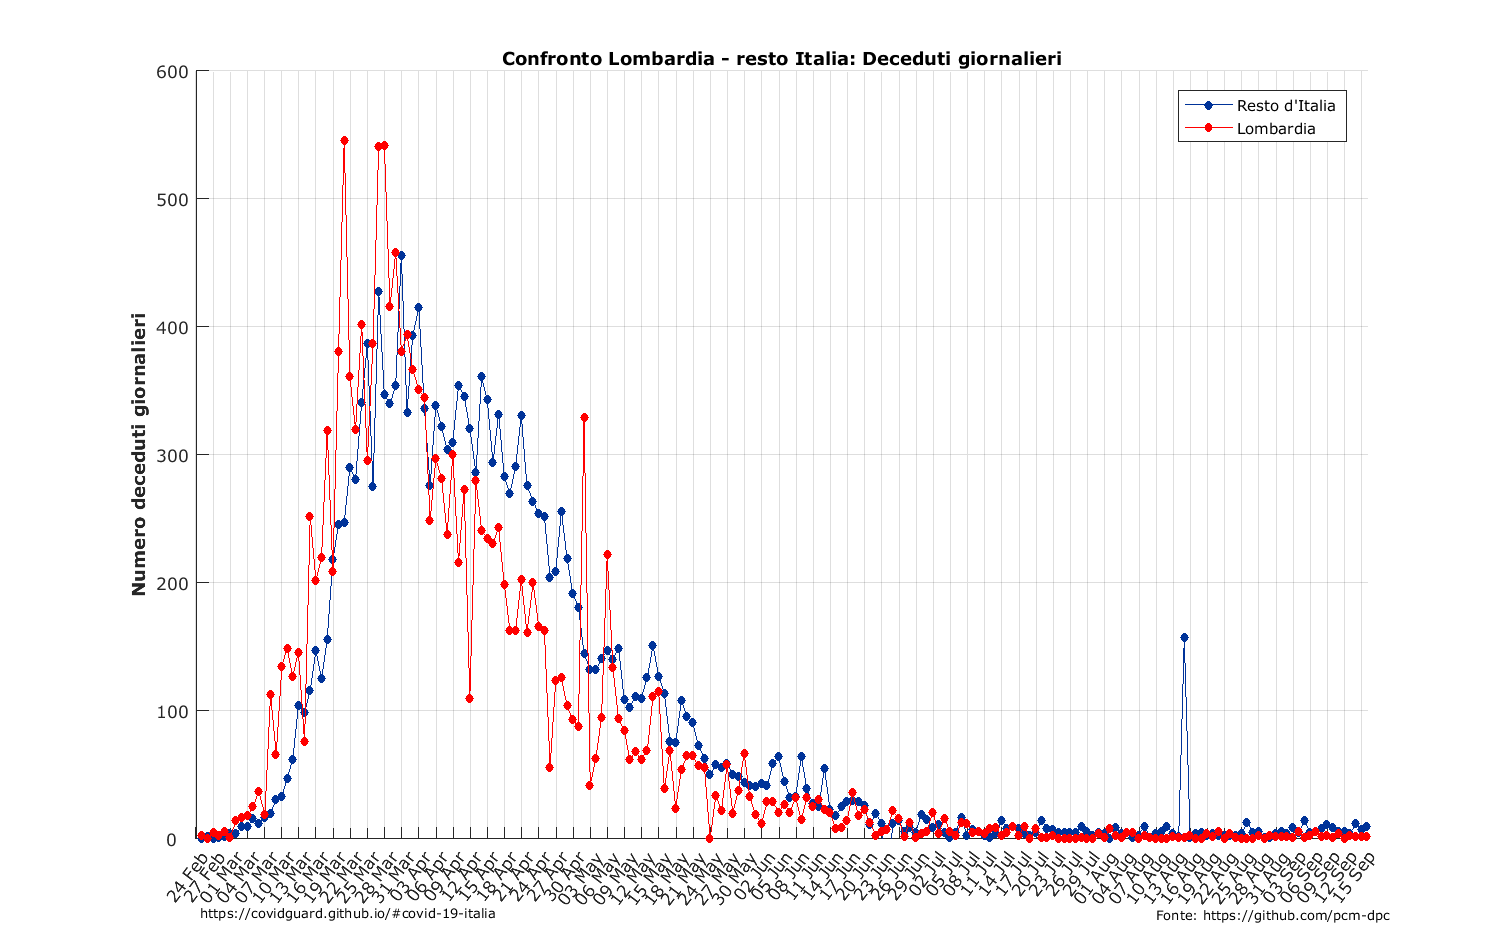 Confronto Lombardia - resto Italia: Deceduti giornalieri
Resto d'Italia
Lombardia
Numero deceduti giornalieri
600
500
400
300
200
100
0
24 Feb
27 Feb
01 Mar
04 Mar
07 Mar
10 Mar
13 Mar
16 Mar
19 Mar
22 Mar
25 Mar
28 Mar
31 Mar
03 Apr
06 Apr
09 Apr
12 Apr
15 Apr
18 Apr
21 Apr
24 Apr
27 Apr
30 Apr
03 May
06 May
09 May
12 May
15 May
18 May
21 May
24 May
27 May
30 May
02 Jun
05 Jun
08 Jun
11 Jun
14 Jun
17 Jun
20 Jun
23 Jun
26 Jun
29 Jun
02 Jul
05 Jul
08 Jul
11 Jul
14 Jul
17 Jul
20 Jul
23 Jul
26 Jul
29 Jul
01 Aug
04 Aug
07 Aug
10 Aug
13 Aug
16 Aug
19 Aug
22 Aug
25 Aug
28 Aug
31 Aug
03 Sep
06 Sep
09 Sep
12 Sep
15 Sep
https://covidguard.github.io/#covid-19-italia
Fonte: https://github.com/pcm-dpc